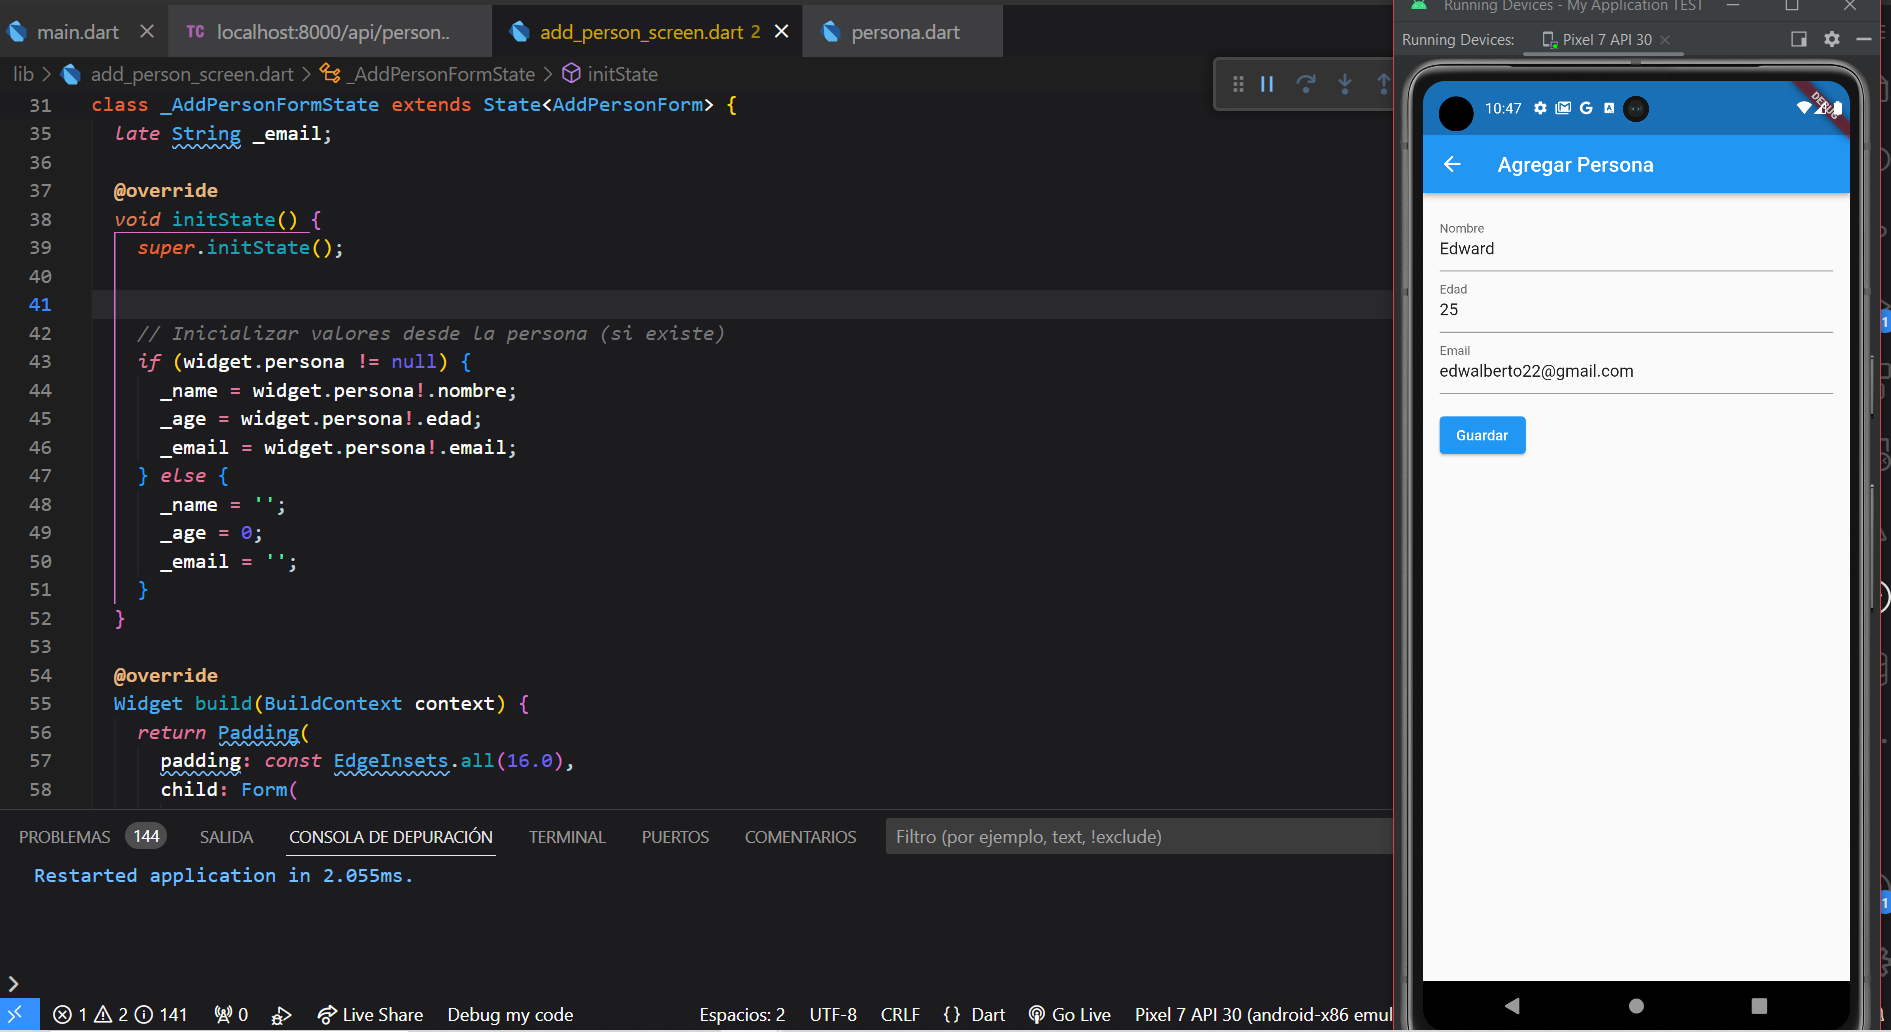 main.dart
TC localhost:8000/api/person..
add_person_screen.dart 2
persona.dart
lib > add_person_screen.dart > _AddPersonFormState > initState
31 class _AddPersonFormState extends State<AddPersonForm> {
35 late String _email;
36
37 @override
38 void initState() {
39 super.initState();
40
41
42 // Inicializar valores desde la persona (si existe)
43 if (widget.persona != null) {
44 _name = widget.persona!.nombre;
45 _age = widget.persona!.edad;
46 _email = widget.persona!.email;
47 } else {
48 _name = '';
49 _age = 0;
50 _email = '';
51 }
52 }
53
54 @override
55 Widget build(BuildContext context) {
56 return Padding(
57 padding: const EdgeInsets.all(16.0),
58 child: Form(
PROBLEMAS 144 SALIDA CONSOLA DE DEPURACIÓN TERMINAL PUERTOS COMENTARIOS Filtro (por ejemplo, text, !exclude)
Restarted application in 2.055ms.
1 2 141 0 Live Share Debug my code Espacios: 2 UTF-8 CRLF {} Dart Go Live Pixel 7 API 30 (android-x86 emul
Running Devices - My Application TEST
Running Devices: Pixel 7 API 30
10:47
DEBUG
Agregar Persona
Nombre
Edward
Edad
25
Email
edwalberto22@gmail.com
Guardar
1
1